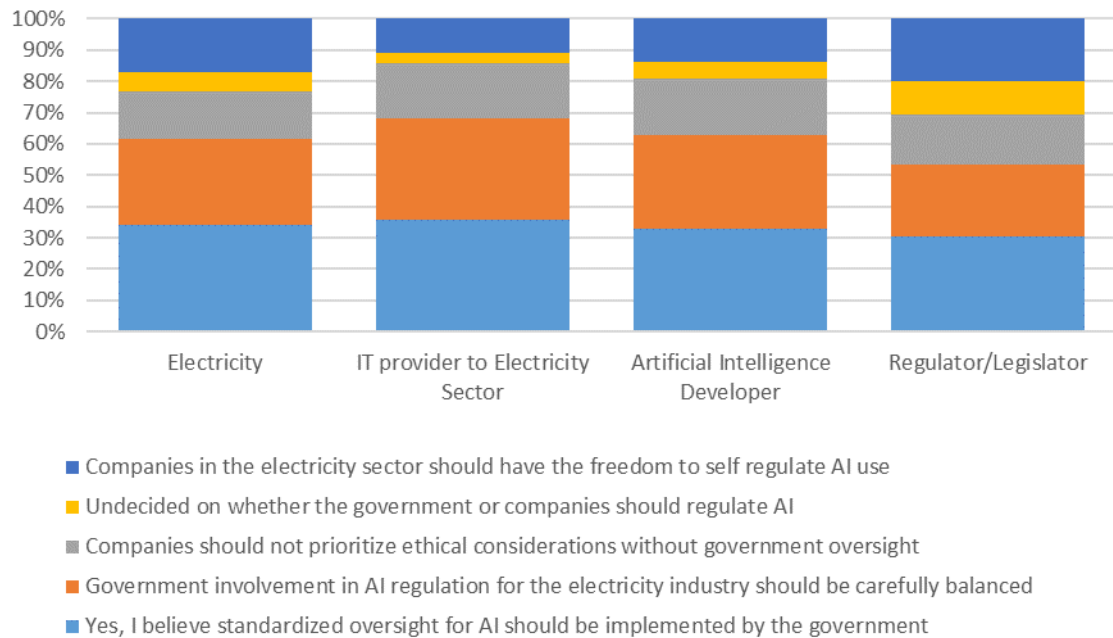 100%
90%
80%
70%
60%
50%
40%
30%
20%
10%
0%
Electricity
IT provider to Electricity
Sector
Artificial Intelligence
Developer
Regulator/Legislator
Companies in the electricity sector should have the freedom to self regulate AI use
Undecided on whether the government or companies should regulate AI
Companies should not prioritize ethical considerations without government oversight
Government involvement in AI regulation for the electricity industry should be carefully balanced
Yes, I believe standardized oversight for AI should be implemented by the government